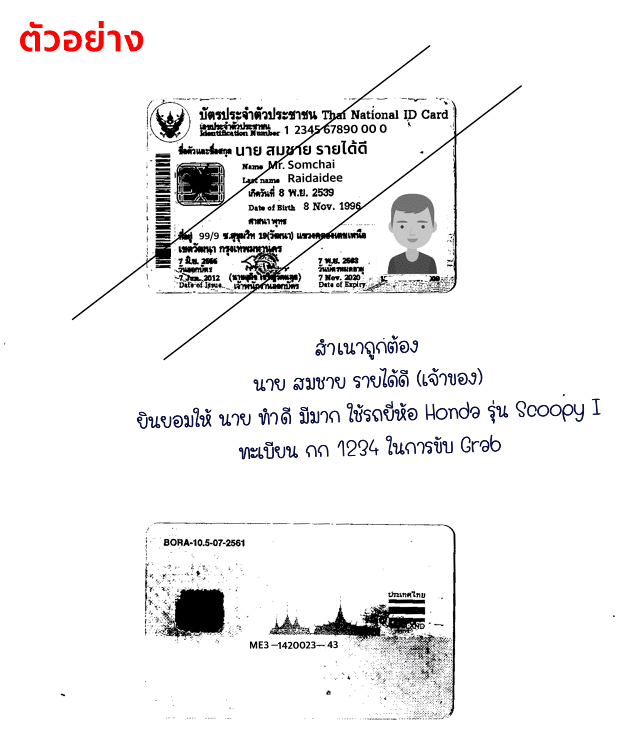 ตัวอย่าง
บัตรประจำตัวประชาชน Thai National ID Card
เลขประจำตัวประชาชน
Identification Number 1 2345 67890 00 0
ชื่อตัวและชื่อสกุล นาย สมชาย รายได้ดี
Name Mr. Somchai
Last name Raidaidee
เกิดวันที่ 8 พ.ย. 2539
Date of Birth 8 Nov. 1996
ศาสนา พุทธ
ที่อยู่ 99/9 ซ.สุขุมวิท 19(วัฒนา) แขวงคลองเตยเหนือ
เขตวัฒนา กรุงเทพมหานคร
วันออกบัตร
7 Jun. 2012
Date of Issue
เจ้าพนักงานออกบัตร
7 พ.ย. 2563
วันบัตรหมดอายุ
7 Nov. 2020
Date of Expiry
สำเนาถูกต้อง
นาย สมชาย รายได้ดี (เจ้าของ)
ยินยอมให้ นาย ทำดี มีมาก ใช้รถยี่ห้อ Honda รุ่น Scoopy I
ทะเบียน กก 1234 ในการขับ Grab
BORA-10.5-07-2561
ประเทศไทย
ME3-1420023-43